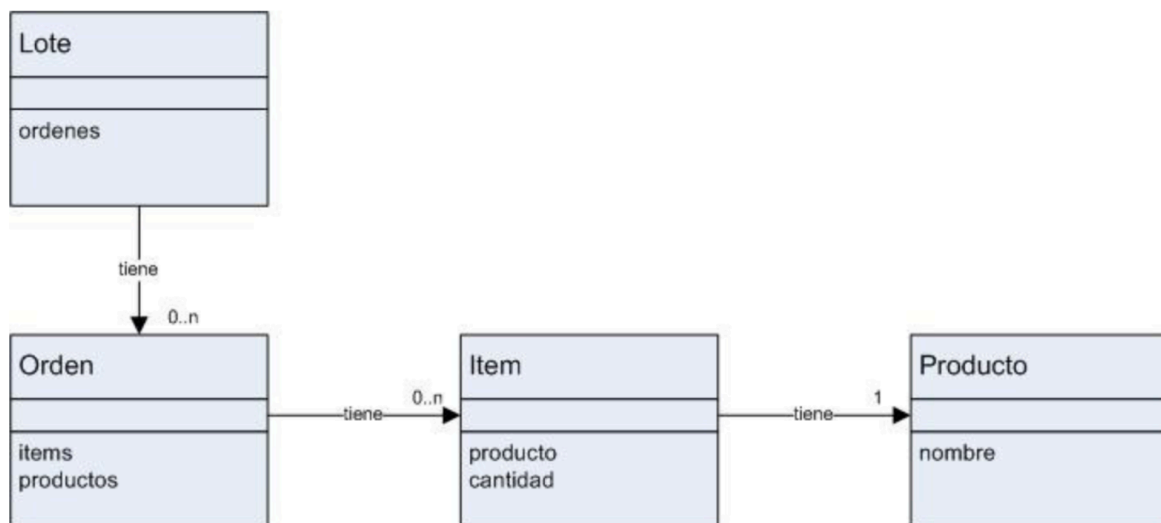 Lote
ordenes
tiene
0..n
Orden
items
productos
tiene
0..n
Item
producto
cantidad
tiene
1
Producto
nombre